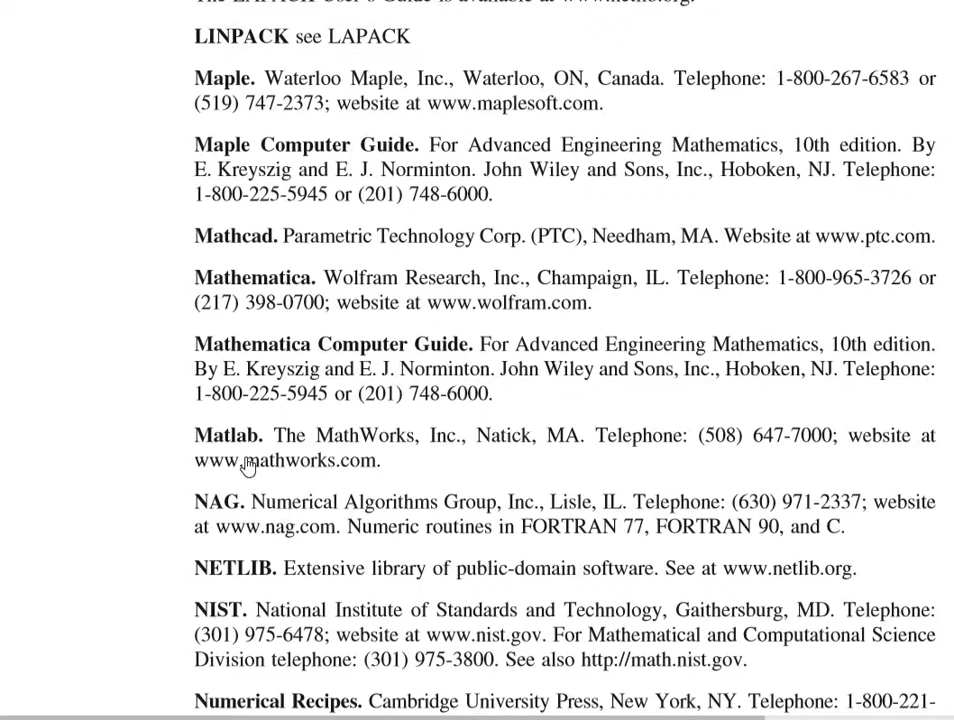 LINPACK see LAPACK
Maple. Waterloo Maple, Inc., Waterloo, ON, Canada. Telephone: 1-800-267-6583 or
(519) 747-2373; website at www.maplesoft.com.
Maple Computer Guide. For Advanced Engineering Mathematics, 10th edition. By
E. Kreyszig and E. J. Norminton. John Wiley and Sons, Inc., Hoboken, NJ. Telephone:
1-800-225-5945 or (201) 748-6000.
Mathcad. Parametric Technology Corp. (PTC), Needham, MA. Website at www.ptc.com.
Mathematica. Wolfram Research, Inc., Champaign, IL. Telephone: 1-800-965-3726 or
(217) 398-0700; website at www.wolfram.com.
Mathematica Computer Guide. For Advanced Engineering Mathematics, 10th edition.
By E. Kreyszig and E. J. Norminton. John Wiley and Sons, Inc., Hoboken, NJ. Telephone:
1-800-225-5945 or (201) 748-6000.
Matlab. The MathWorks, Inc., Natick, MA. Telephone: (508) 647-7000; website at
www.mathworks.com.
NAG. Numerical Algorithms Group, Inc., Lisle, IL. Telephone: (630) 971-2337; website
at www.nag.com. Numeric routines in FORTRAN 77, FORTRAN 90, and C.
NETLIB. Extensive library of public-domain software. See at www.netlib.org.
NIST. National Institute of Standards and Technology, Gaithersburg, MD. Telephone:
(301) 975-6478; website at www.nist.gov. For Mathematical and Computational Science
Division telephone: (301) 975-3800. See also http://math.nist.gov.
Numerical Recipes. Cambridge University Press, New York, NY. Telephone: 1-800-221-